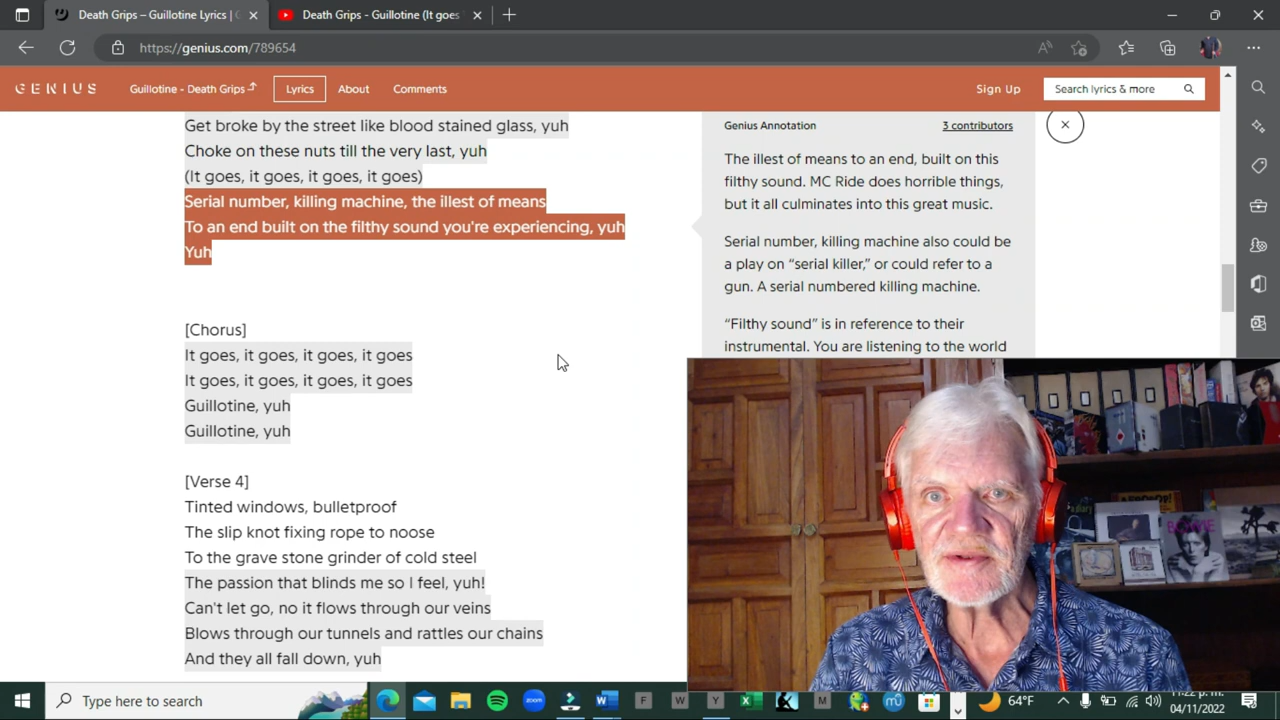 Death Grips – Guillotine Lyrics | G
Death Grips - Guillotine (It goes
https://genius.com/789654
GENIUS
Guillotine - Death Grips
Lyrics
About
Comments
Sign Up
Search lyrics & more
Get broke by the street like blood stained glass, yuh
Choke on these nuts till the very last, yuh
(It goes, it goes, it goes, it goes)
Serial number, killing machine, the illest of means
To an end built on the filthy sound you're experiencing, yuh
Yuh
[Chorus]
It goes, it goes, it goes, it goes
It goes, it goes, it goes, it goes
Guillotine, yuh
Guillotine, yuh
[Verse 4]
Tinted windows, bulletproof
The slip knot fixing rope to noose
To the grave stone grinder of cold steel
The passion that blinds me so I feel, yuh!
Can't let go, no it flows through our veins
Blows through our tunnels and rattles our chains
And they all fall down, yuh
Genius Annotation
3 contributors
The illest of means to an end, built on this
filthy sound. MC Ride does horrible things,
but it all culminates into this great music.
Serial number, killing machine also could be
a play on “serial killer,” or could refer to a
gun. A serial numbered killing machine.
“Filthy sound” is in reference to their
instrumental. You are listening to the world
a diary
BOWIE
Type here to search
zoom
W
F
W
Y
X
K
M
mu
64°F
11:22 p. m.
04/11/2022